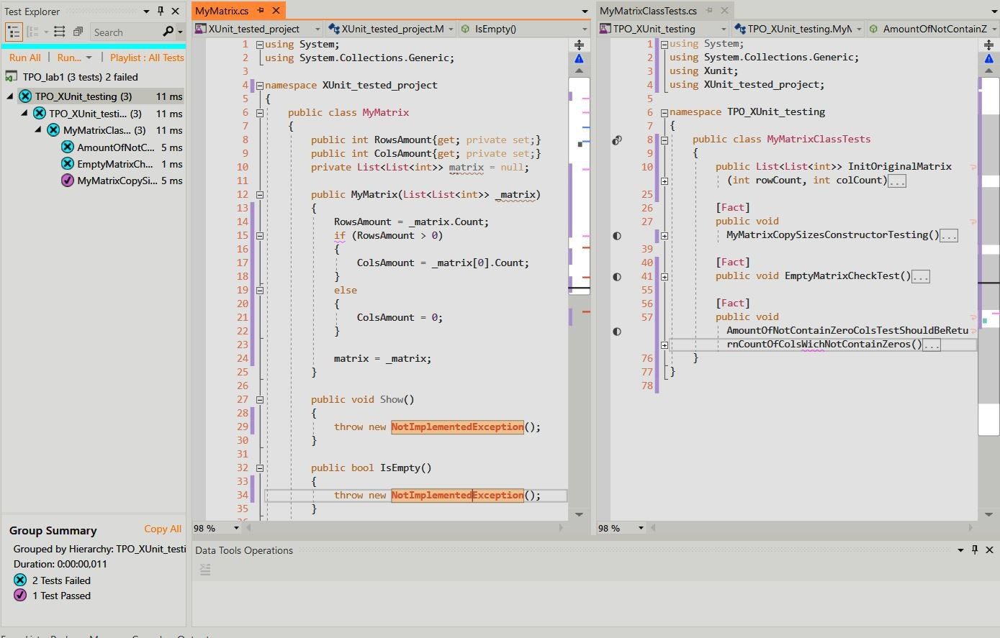 Test Explorer
Search
Run All | Run... | Playlist : All Tests
TPO_lab1 (3 tests) 2 failed
TPO_XUnit_testing (3) 11 ms
TPO_XUnit_testi... (3) 11 ms
MyMatrixClas... (3) 11 ms
AmountOfNotC... 5 ms
EmptyMatrixCh... 1 ms
MyMatrixCopySi... 5 ms
Group Summary
Copy All
Grouped by Hierarchy: TPO_XUnit_testi
Duration: 0:00:00,011
2 Tests Failed
1 Test Passed
MyMatrix.cs
XUnit_tested_project
XUnit_tested_project.M
IsEmpty()
1 using System;
2 using System.Collections.Generic;
3
4 namespace XUnit_tested_project
5 {
6 public class MyMatrix
7 {
8 public int RowsAmount{get; private set;}
9 public int ColsAmount{get; private set;}
10 private List<List<int>> matrix = null;
11
12 public MyMatrix(List<List<int>> _matrix)
13 {
14 RowsAmount = _matrix.Count;
15 if (RowsAmount > 0)
16 {
17 ColsAmount = _matrix[0].Count;
18 }
19 else
20 {
21 ColsAmount = 0;
22 }
23
24 matrix = _matrix;
25 }
26
27 public void Show()
28 {
29 throw new NotImplementedException();
30 }
31
32 public bool IsEmpty()
33 {
34 throw new NotImplementedException();
35 }
98 %
MyMatrixClassTests.cs
TPO_XUnit_testing
TPO_XUnit_testing.MyM
AmountOfNotContainZ
1 using System;
2 using System.Collections.Generic;
3 using Xunit;
4 using XUnit_tested_project;
5
6 namespace TPO_XUnit_testing
7 {
8 public class MyMatrixClassTests
9 {
10 public List<List<int>> InitOriginalMatrix
(int rowCount, int colCount)...
25
26 [Fact]
27 public void
MyMatrixCopySizesConstructorTesting()...
39
40 [Fact]
41 public void EmptyMatrixCheckTest()...
55
56 [Fact]
57 public void
AmountOfNotContainZeroColsTestShouldBeRetu
rnCountOfColsWichNotContainZeros()...
76 }
77 }
78
98 %
Data Tools Operations